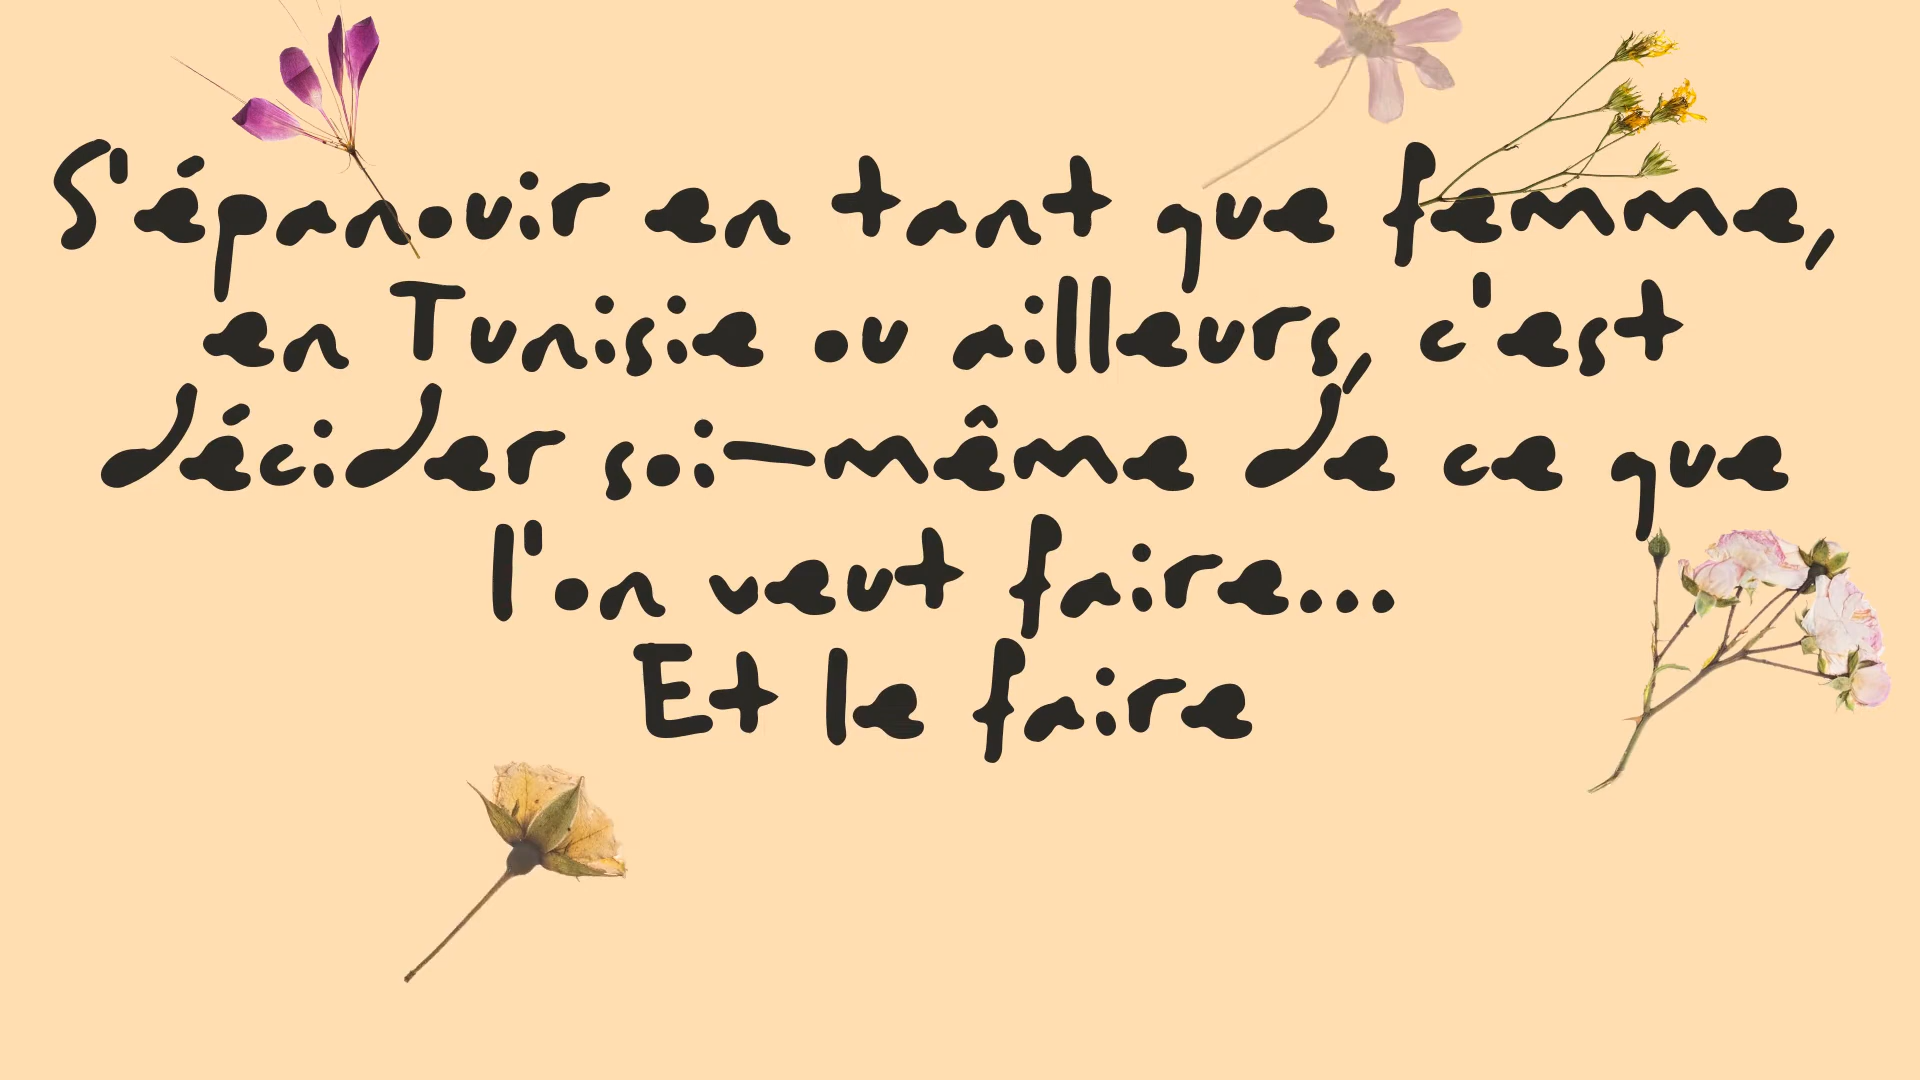 S'épanouir en tant que femme,
en Tunisie ou ailleurs, c'est
décider soi-même de ce que
l'on veut faire...
Et le faire